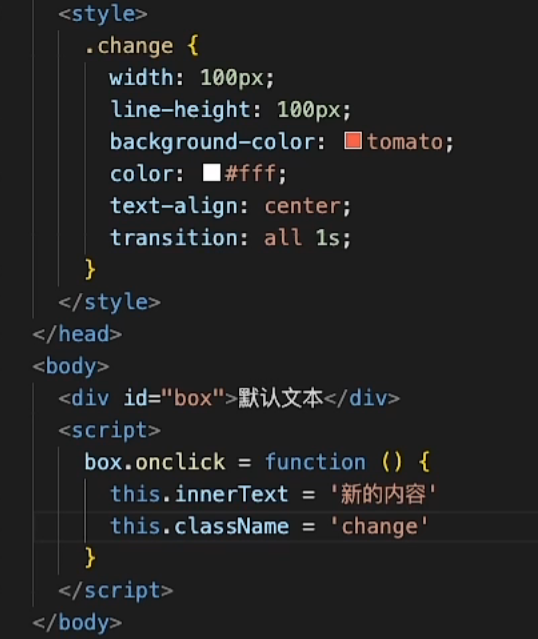 <style>
.change {
width: 100px;
line-height: 100px;
background-color: tomato;
color: #fff;
text-align: center;
transition: all 1s;
}
</style>
</head>
<body>
<div id="box">默认文本</div>
<script>
box.onclick = function () {
this.innerText = '新的内容'
this.className = 'change'
}
</script>
</body>